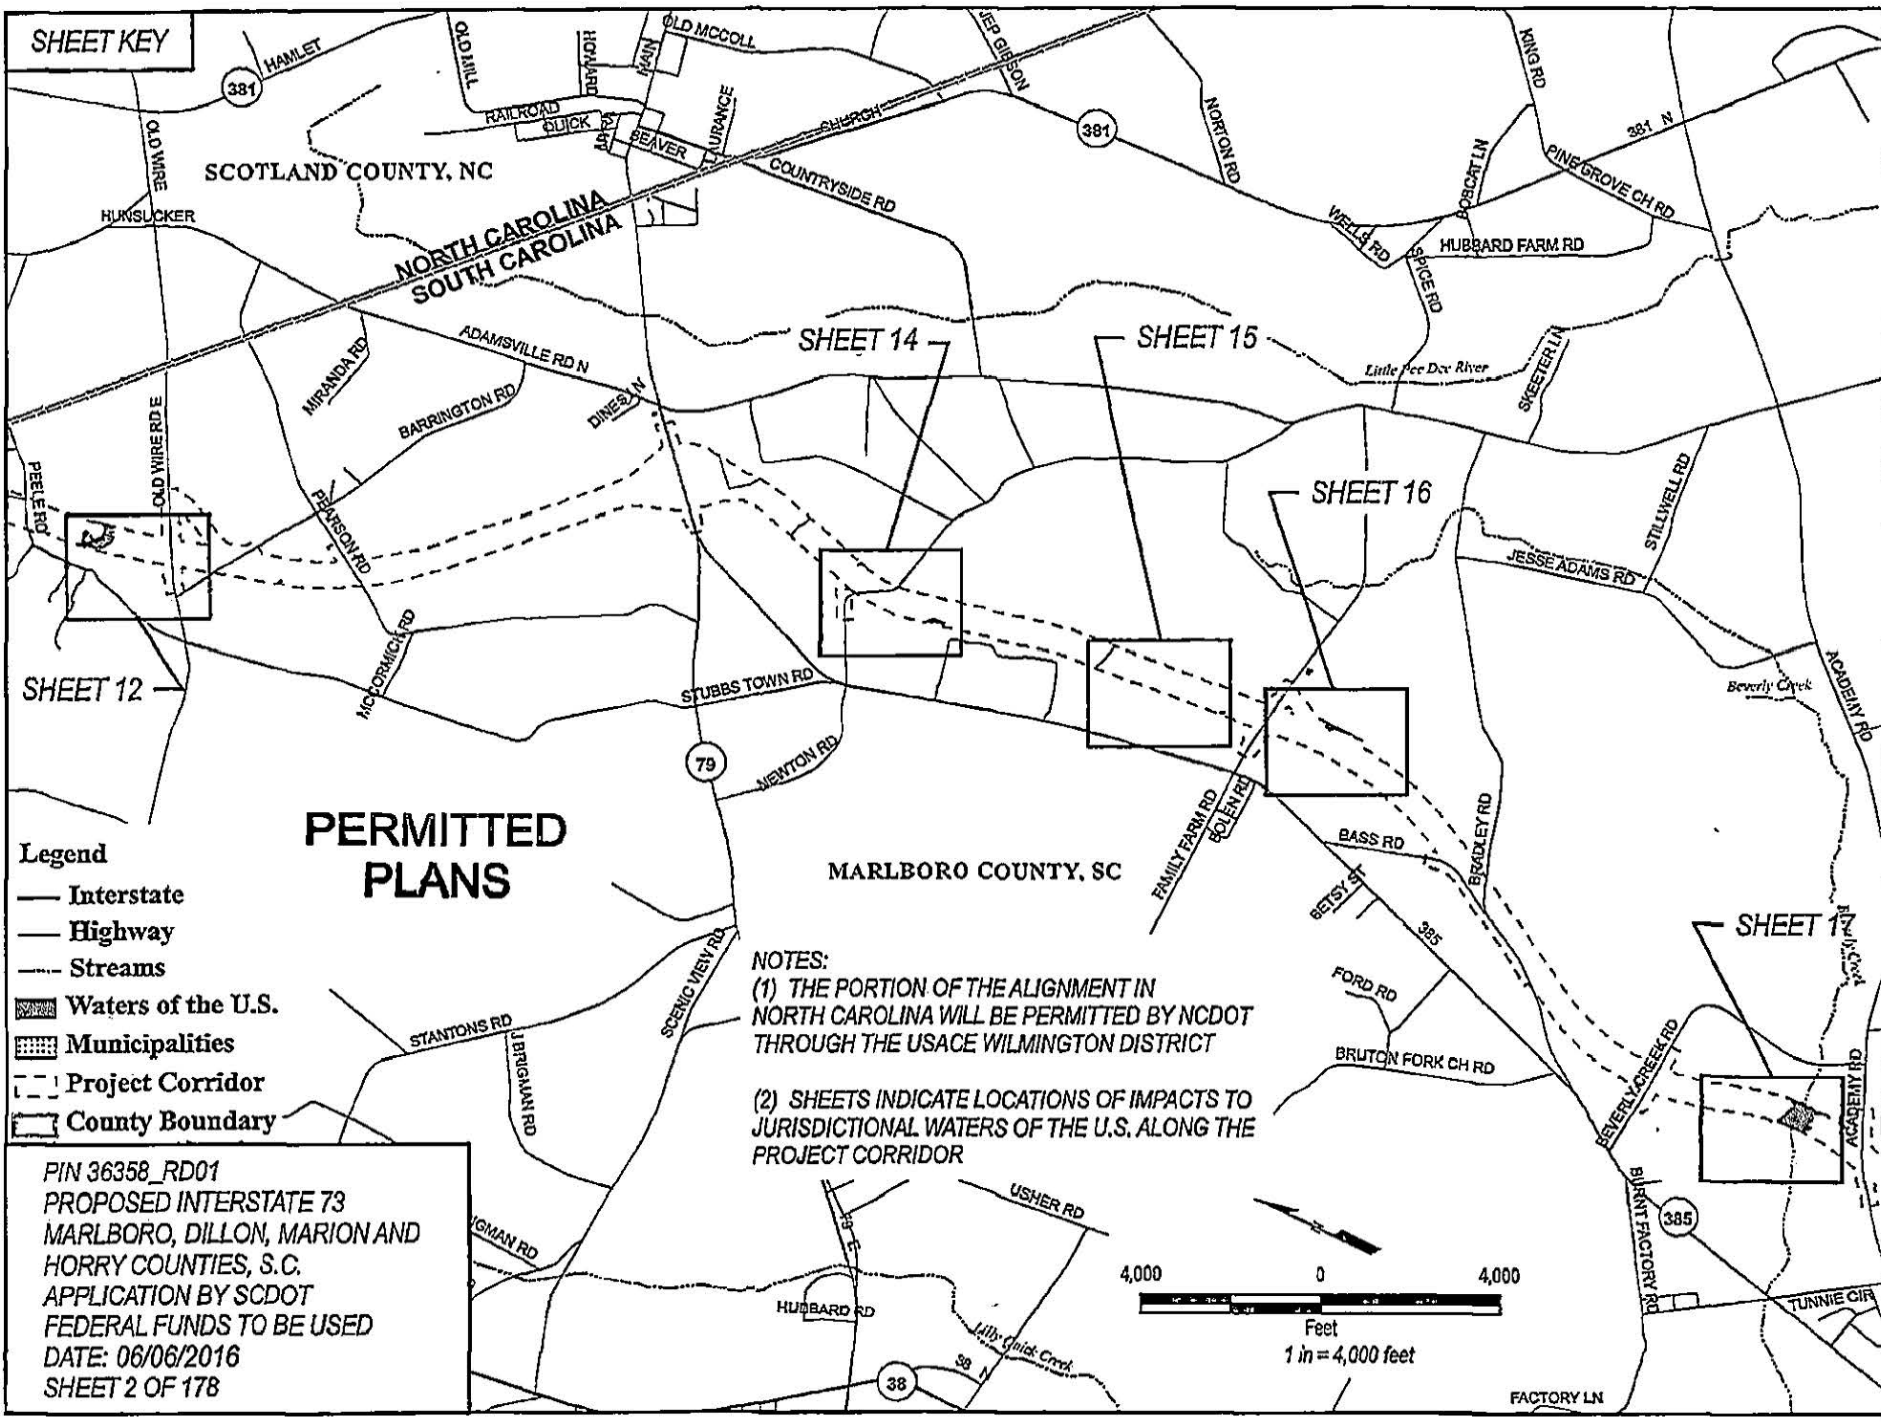 SHEET KEY
HAMLET
381
OLD MILL
HOWARD
MAIN
OLD MCCOLL
JEP GIBSON
KING RD
RAILROAD
QUICK
BEAVER
CHURCH
381
NORTON RD
381 N
OLD WIRE
SCOTLAND COUNTY, NC
COUNTRYSIDE RD
BOBCAT LN
PINE GROVE CH RD
HUNSUCKER
NORTH CAROLINA
SOUTH CAROLINA
WELLS RD
HUBBARD FARM RD
SPICE RD
MIRANDA RD
ADAMSVILLE RD N
SHEET 14
SHEET 15
Little Pee Dee River
SKEETER LN
BARRINGTON RD
DINES LN
PEELE RD
OLD WIRE RD E
PEARSON RD
SHEET 16
STILLWELL RD
JESSE ADAMS RD
MCCORMICK RD
SHEET 12
STUBBS TOWN RD
Beverly Creek
ACADEMY RD
79
NEWTON RD
PERMITTED
PLANS
MARLBORO COUNTY, SC
FAMILY FARM RD
BOLEN RD
BASS RD
BRADLEY RD
BETSY ST
385
SHEET 17
Legend
Interstate
Highway
Streams
Waters of the U.S.
Municipalities
Project Corridor
County Boundary
STANTONS RD
J BRIGMAN RD
SCENIC VIEW RD
NOTES:
(1) THE PORTION OF THE ALIGNMENT IN
NORTH CAROLINA WILL BE PERMITTED BY NCDOT
THROUGH THE USACE WILMINGTON DISTRICT
(2) SHEETS INDICATE LOCATIONS OF IMPACTS TO
JURISDICTIONAL WATERS OF THE U.S. ALONG THE
PROJECT CORRIDOR
FORD RD
BRUTON FORK CH RD
BEVERLY CREEK RD
ACADEMY RD
PIN 36358_RD01
PROPOSED INTERSTATE 73
MARLBORO, DILLON, MARION AND
HORRY COUNTIES, S.C.
APPLICATION BY SCDOT
FEDERAL FUNDS TO BE USED
DATE: 06/06/2016
SHEET 2 OF 178
IGMAN RD
USHER RD
HUBBARD RD
38
38 N
4,000 0 4,000
Feet
1 in = 4,000 feet
BURNT FACTORY RD
385
TUNNIE CIR
FACTORY LN